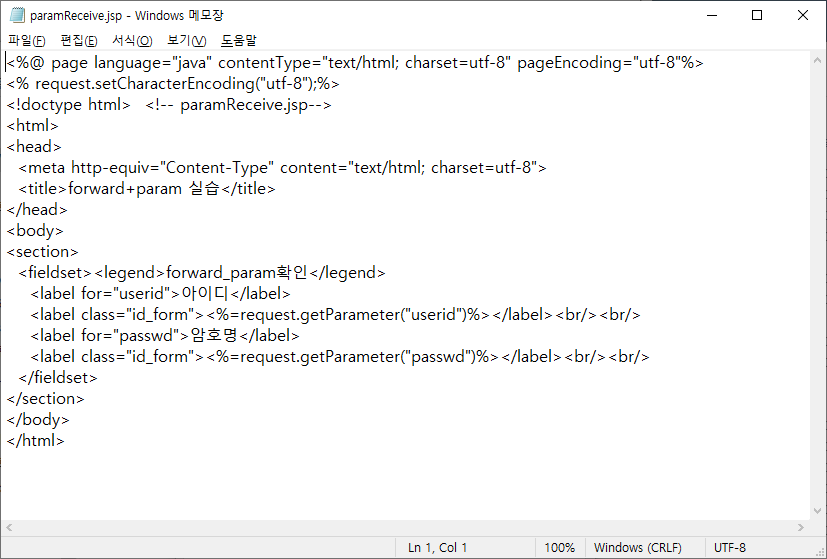 paramReceive.jsp - Windows 메모장
파일(F) 편집(E) 서식(O) 보기(V) 도움말
<%@ page language="java" contentType="text/html; charset=utf-8" pageEncoding="utf-8"%>
<% request.setCharacterEncoding("utf-8");%>
<!doctype html>   <!-- paramReceive.jsp-->
<html>
<head>
  <meta http-equiv="Content-Type" content="text/html; charset=utf-8">
  <title>forward+param 실습</title>
</head>
<body>
<section>
  <fieldset><legend>forward_param확인</legend>
    <label for="userid">아이디</label>
    <label class="id_form"><%=request.getParameter("userid")%></label><br/><br/>
    <label for="passwd">암호명</label>
    <label class="id_form"><%=request.getParameter("passwd")%></label><br/><br/>
  </fieldset>
</section>
</body>
</html>
Ln 1, Col 1 100% Windows (CRLF) UTF-8